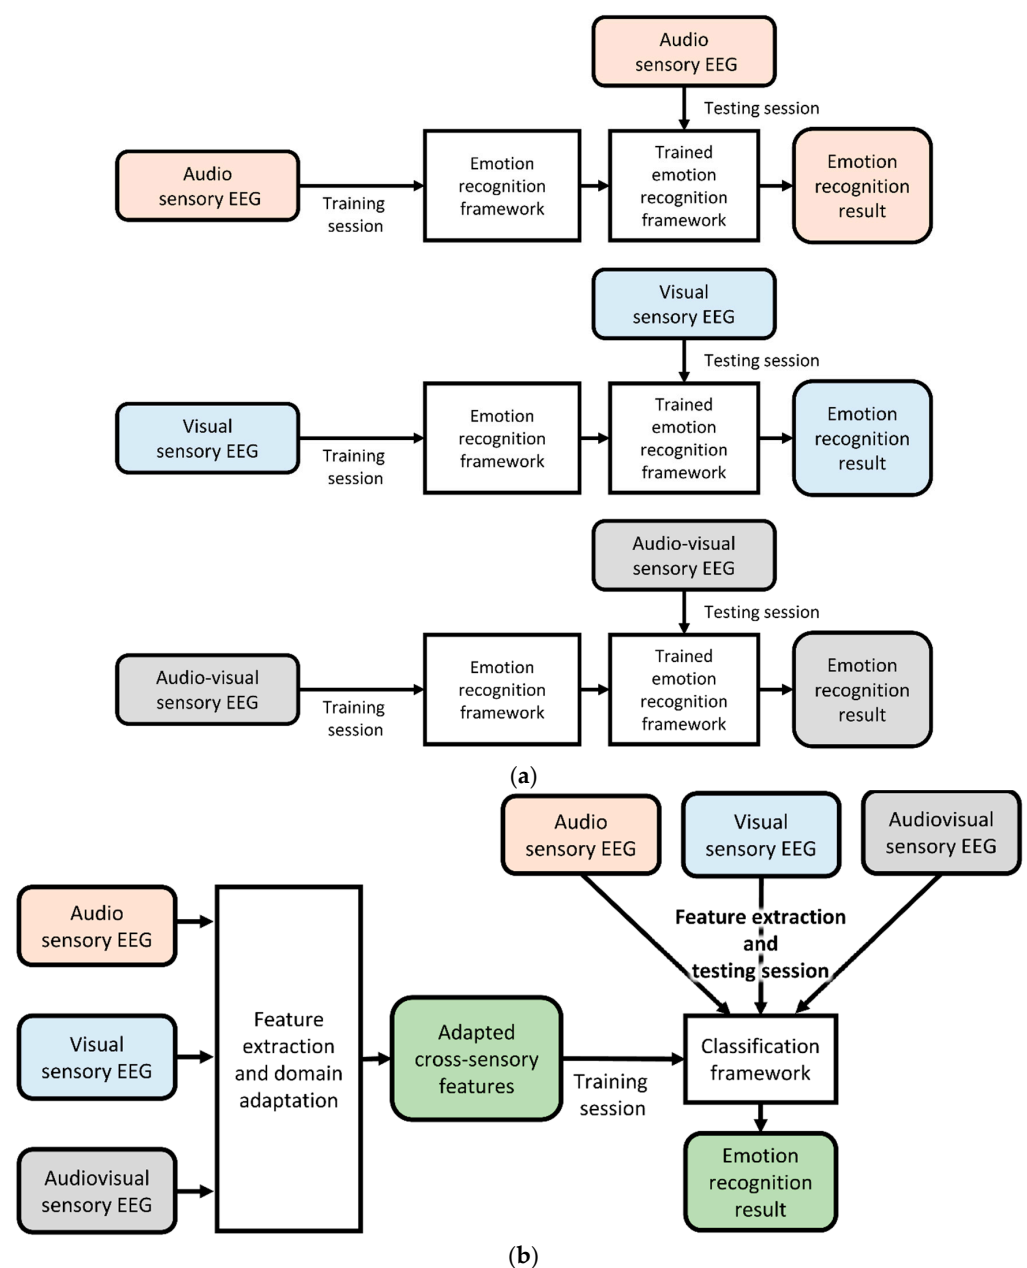 Audio
sensory EEG
Testing session
Audio
sensory EEG
Training
session
Emotion
recognition
framework
Trained
emotion
recognition
framework
Emotion
recognition
result
Visual
sensory EEG
Testing session
Visual
sensory EEG
Training
session
Emotion
recognition
framework
Trained
emotion
recognition
framework
Emotion
recognition
result
Audio-visual
sensory EEG
Testing session
Audio-visual
sensory EEG
Training
session
Emotion
recognition
framework
Trained
emotion
recognition
framework
Emotion
recognition
result
(a)
Audio
sensory EEG
Visual
sensory EEG
Audiovisual
sensory EEG
Feature extraction
and
testing session
Audio
sensory EEG
Visual
sensory EEG
Audiovisual
sensory EEG
Feature
extraction
and domain
adaptation
Adapted
cross-sensory
features
Training
session
Classification
framework
Emotion
recognition
result
(b)